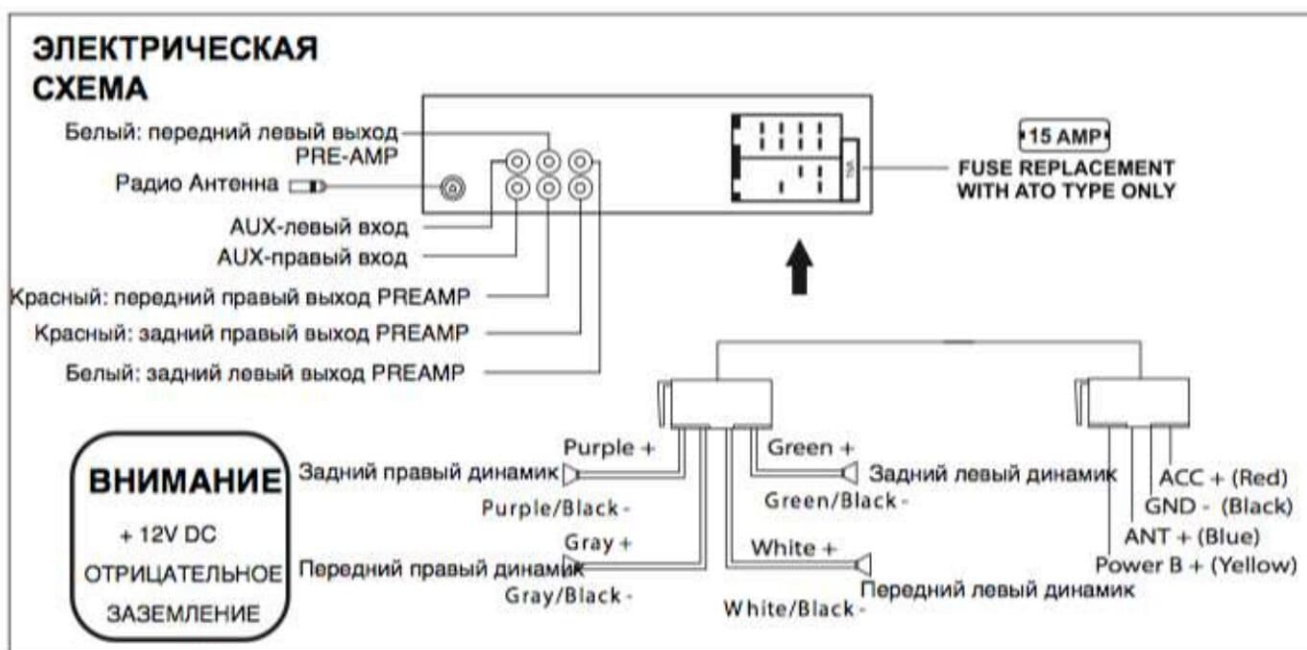 ЭЛЕКТРИЧЕСКАЯ
СХЕМА
Белый: передний левый выход
PRE-AMP
Радио Антенна
AUX-левый вход
AUX-правый вход
Красный: передний правый выход PREAMP
Красный: задний правый выход PREAMP
Белый: задний левый выход PREAMP
15A
15 AMP
FUSE REPLACEMENT
WITH ATO TYPE ONLY
ВНИМАНИЕ
+ 12V DC
ОТРИЦАТЕЛЬНОЕ
ЗАЗЕМЛЕНИЕ
Purple +
Задний правый динамик
Purple/Black -
Gray +
Передний правый динамик
Gray/Black -
Green +
Задний левый динамик
Green/Black -
White +
Передний левый динамик
White/Black -
ACC + (Red)
GND - (Black)
ANT + (Blue)
Power B + (Yellow)